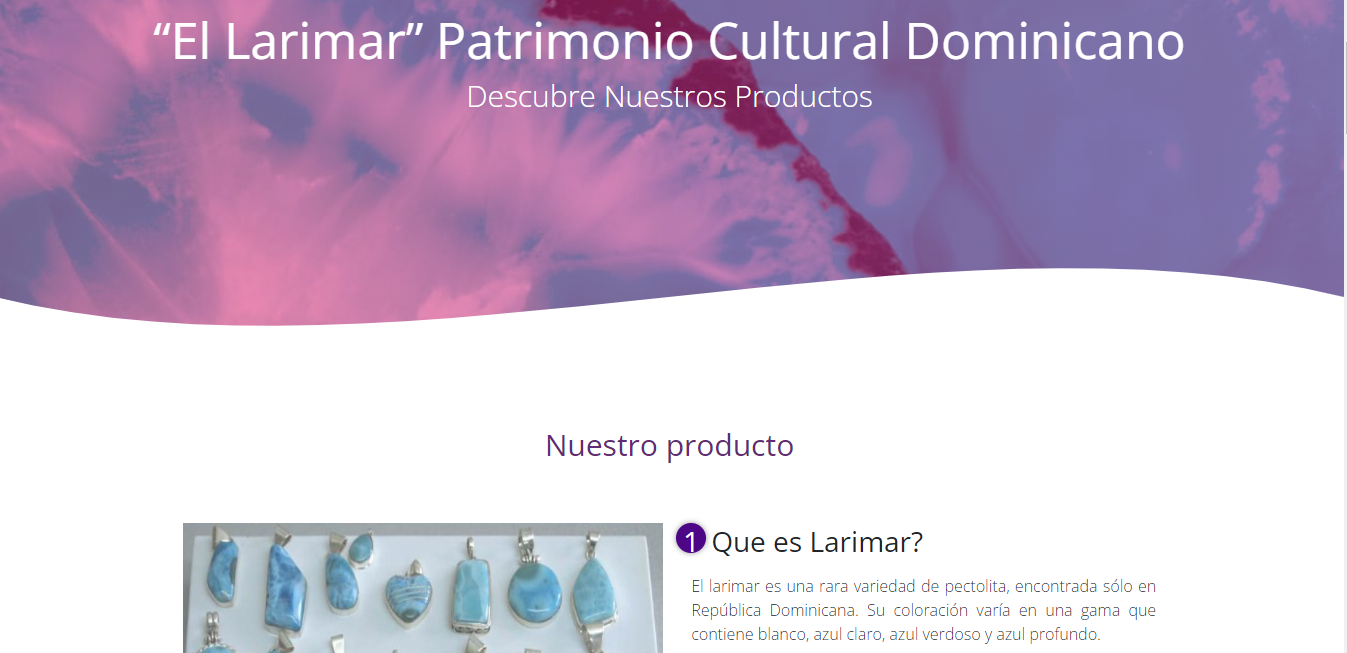 “El Larimar” Patrimonio Cultural Dominicano
Descubre Nuestros Productos
Nuestro producto
1 Que es Larimar?
El larimar es una rara variedad de pectolita, encontrada sólo en
República Dominicana. Su coloración varía en una gama que
contiene blanco, azul claro, azul verdoso y azul profundo.